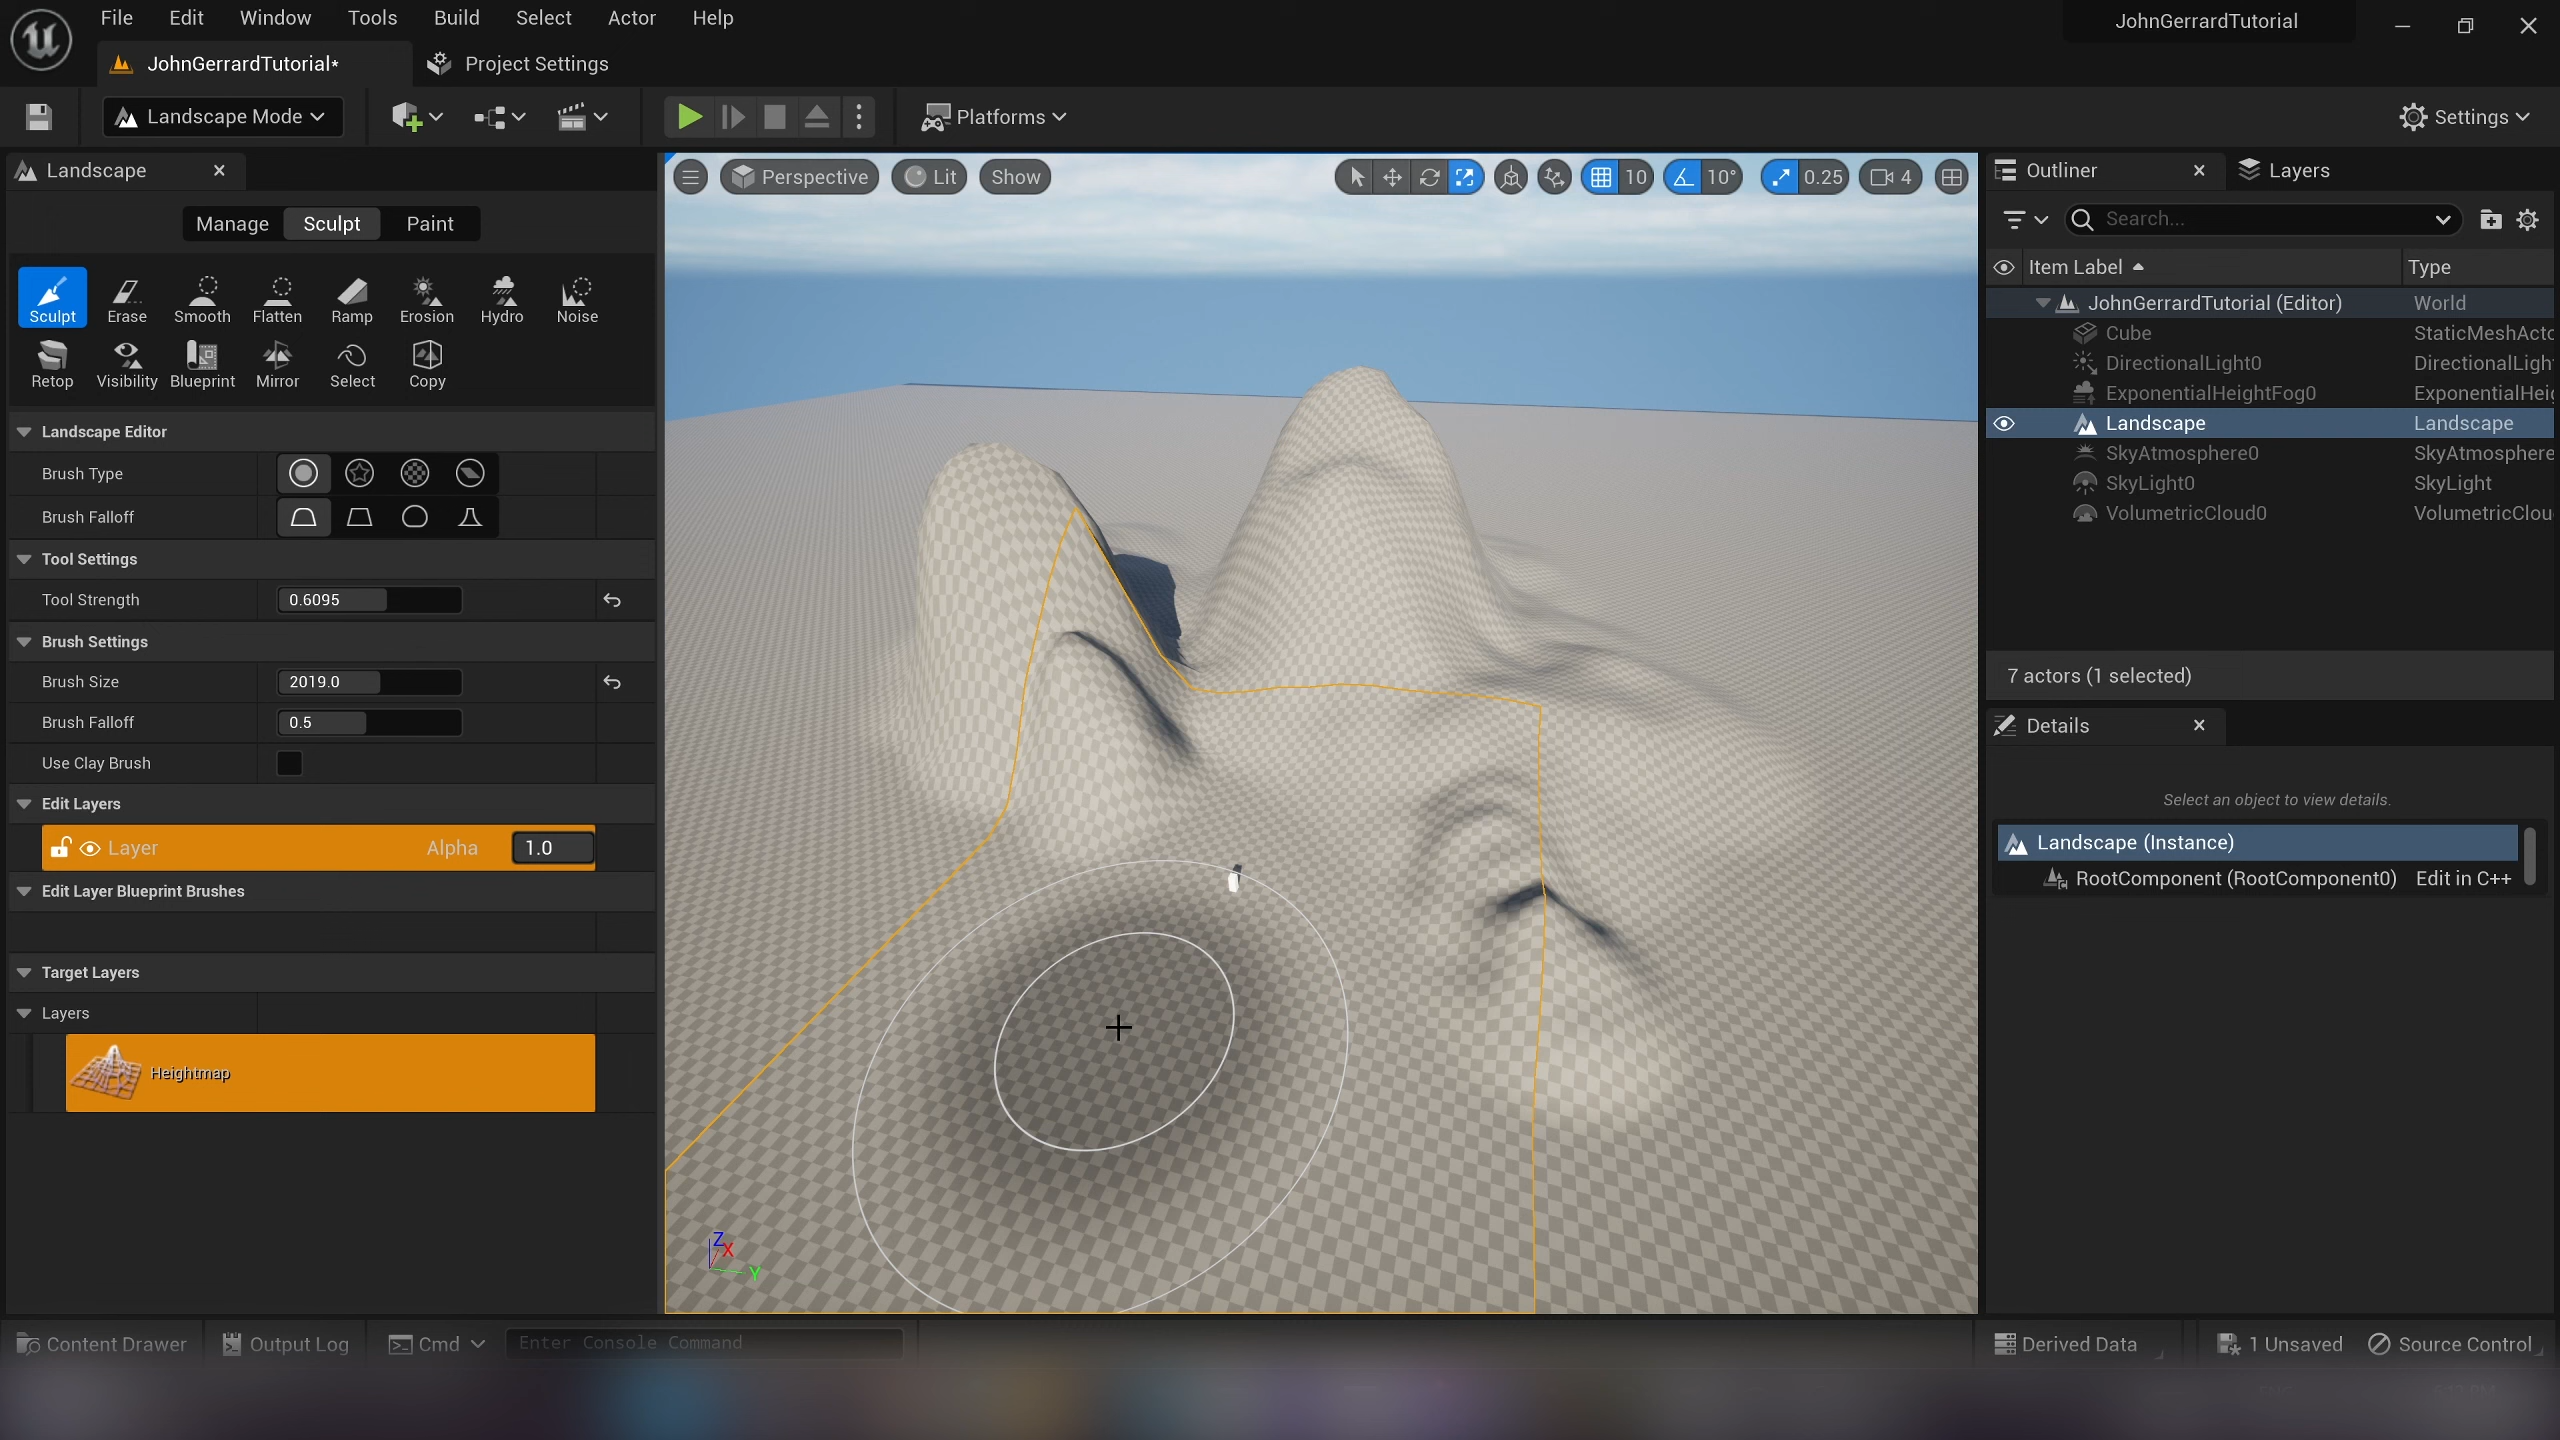 File Edit Window Tools Build Select Actor Help
JohnGerrardTutorial
JohnGerrardTutorial* Project Settings
Landscape Mode Platforms Settings
Landscape
Manage Sculpt Paint
Sculpt Erase Smooth Flatten Ramp Erosion Hydro Noise
Retop Visibility Blueprint Mirror Select Copy
Landscape Editor
Brush Type
Brush Falloff
Tool Settings
Tool Strength 0.6095
Brush Settings
Brush Size 2019.0
Brush Falloff 0.5
Use Clay Brush
Edit Layers
Layer Alpha 1.0
Edit Layer Blueprint Brushes
Target Layers
Layers
Heightmap
Perspective Lit Show 10 10° 0.25 4
Z
X
Y
Outliner Layers
Search...
Item Label Type
JohnGerrardTutorial (Editor) World
Cube StaticMeshActo
DirectionalLight0 DirectionalLigh
ExponentialHeightFog0 ExponentialHei
Landscape Landscape
SkyAtmosphere0 SkyAtmosphere
SkyLight0 SkyLight
VolumetricCloud0 VolumetricClou
7 actors (1 selected)
Details
Select an object to view details.
Landscape (Instance)
RootComponent (RootComponent0) Edit in C++
Content Drawer Output Log Cmd Enter Console Command Derived Data 1 Unsaved Source Control